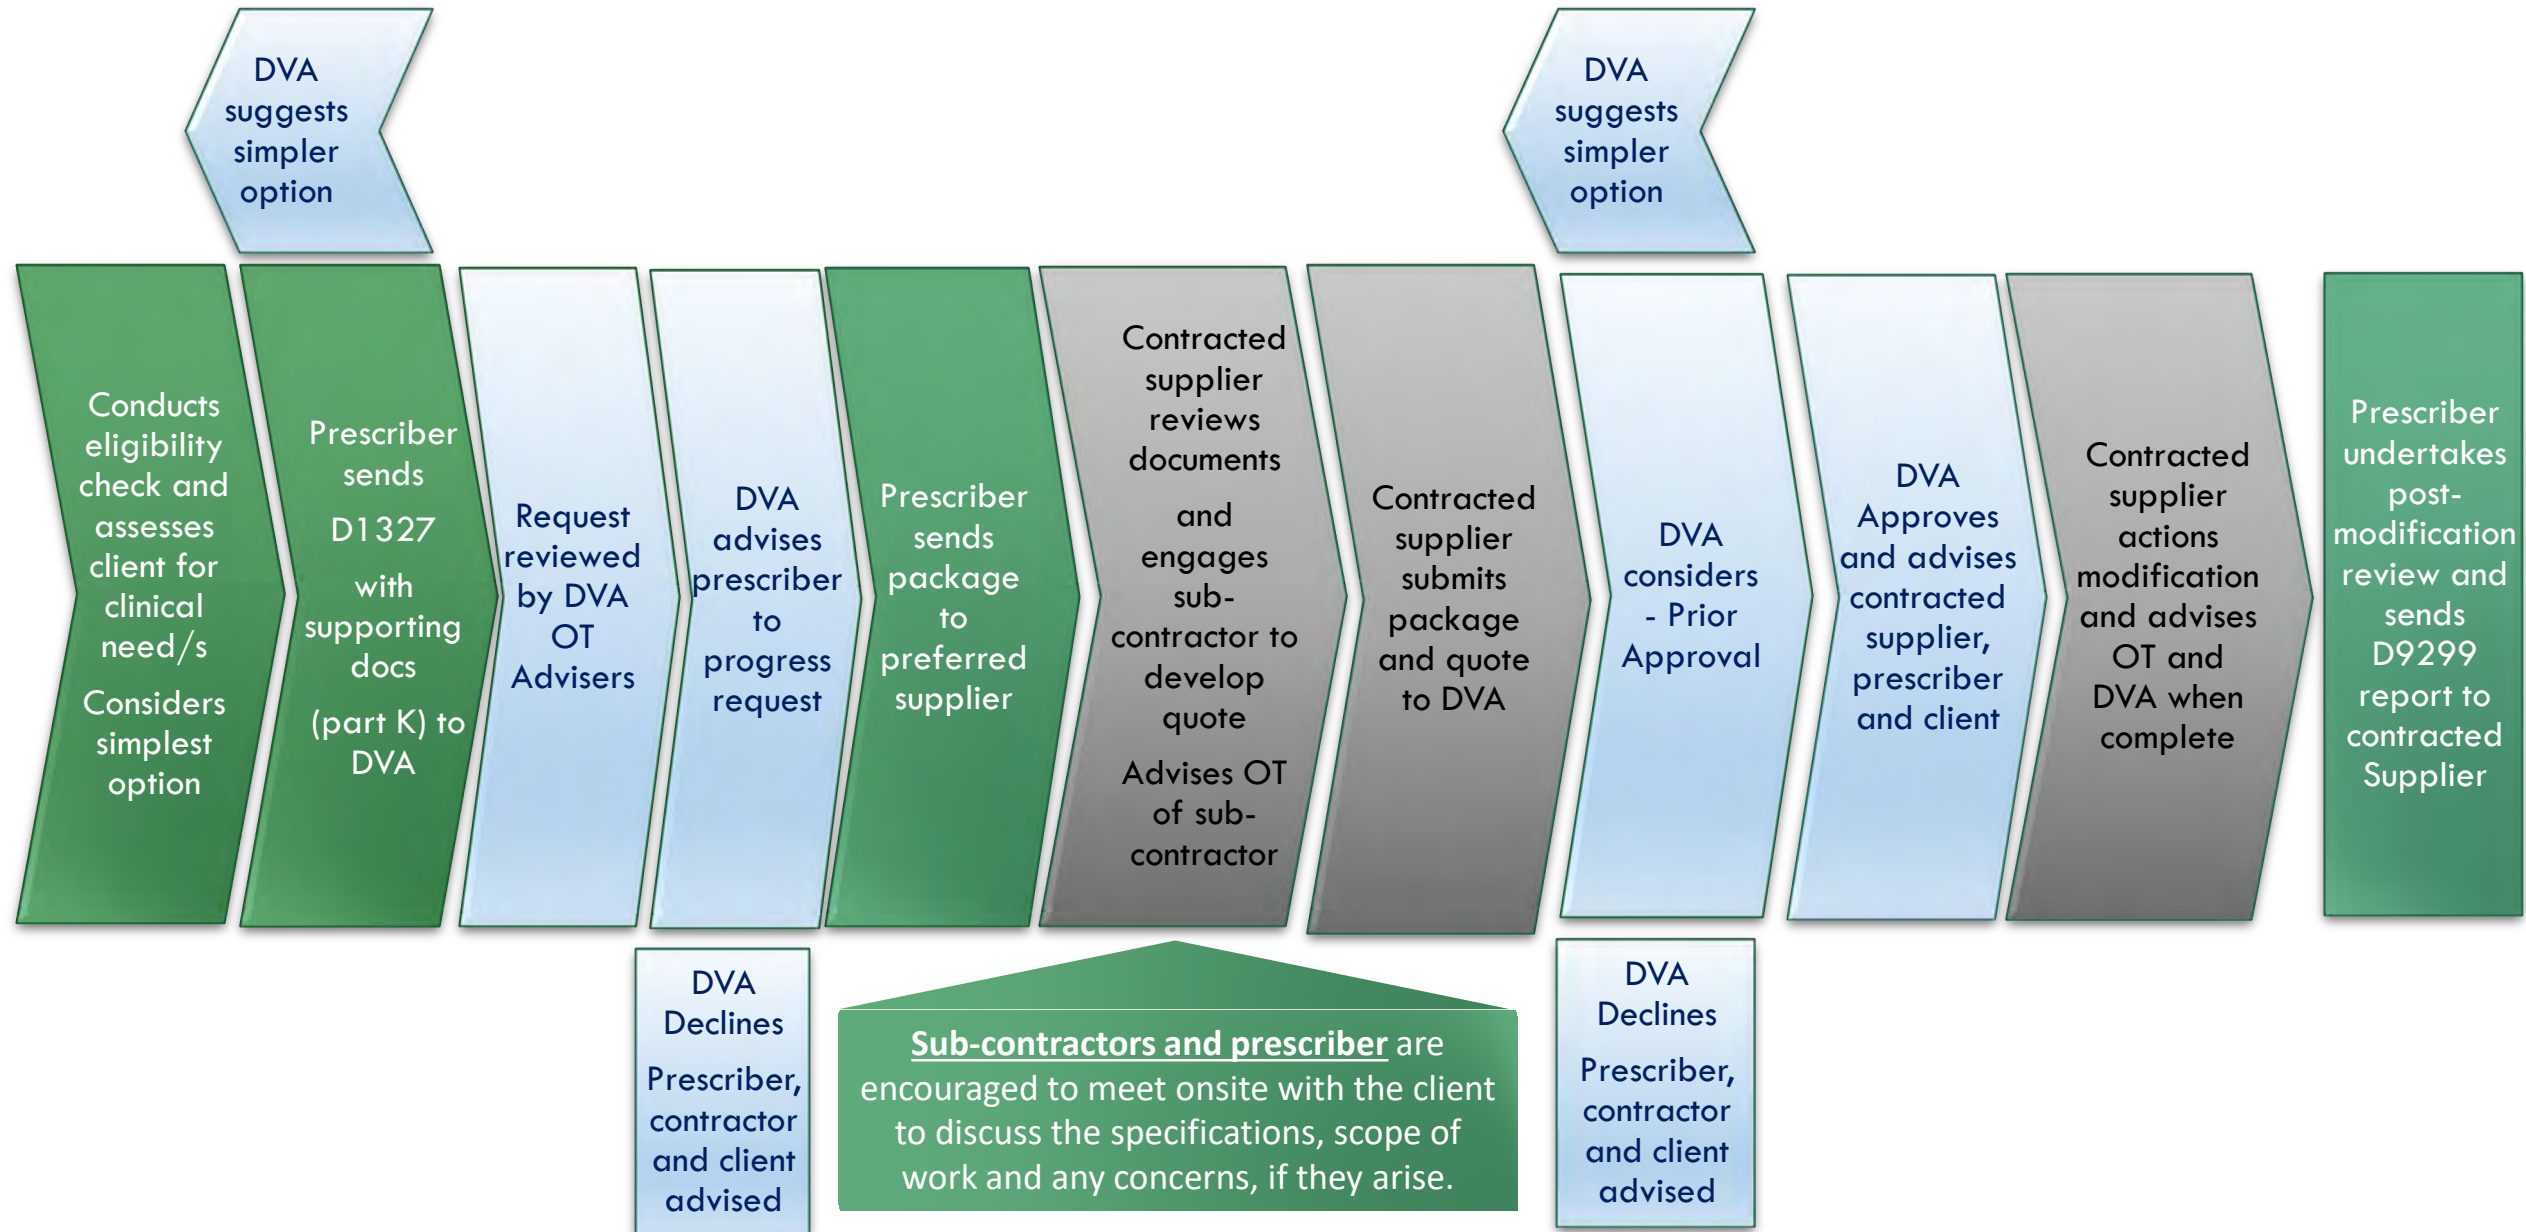 DVA
suggests
simpler
option
DVA
suggests
simpler
option
Conducts
eligibility
check and
assesses
client for
clinical
need/s
Considers
simplest
option
Prescriber
sends
D1327
with
supporting
docs
(part K) to
DVA
Request
reviewed
by DVA
OT
Advisers
DVA
advises
prescriber
to
progress
request
Prescriber
sends
package
to
preferred
supplier
Contracted
supplier
reviews
documents
and
engages
sub-
contractor to
develop
quote
Advises OT
of sub-
contractor
Contracted
supplier
submits
package
and quote
to DVA
DVA
considers
- Prior
Approval
DVA
Approves
and advises
contracted
supplier,
prescriber
and client
Contracted
supplier
actions
modification
and advises
OT and
DVA when
complete
Prescriber
undertakes
post-
modification
review and
sends
D9299
report to
contracted
Supplier
DVA
Declines
Prescriber,
contractor
and client
advised
Sub-contractors and prescriber are
encouraged to meet onsite with the client
to discuss the specifications, scope of
work and any concerns, if they arise.
DVA
Declines
Prescriber,
contractor
and client
advised